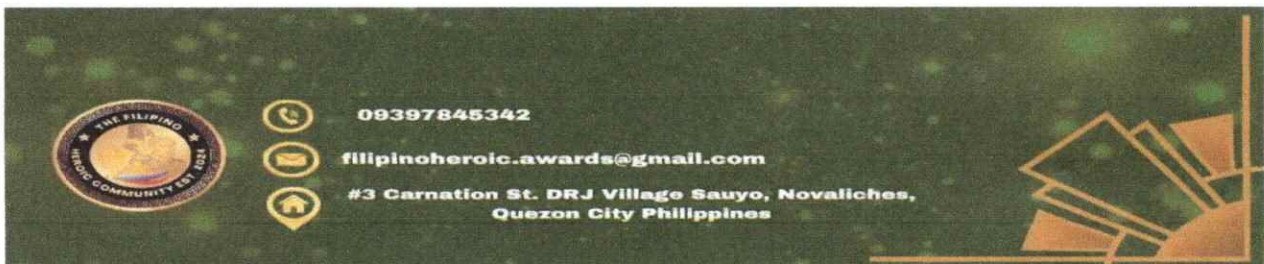 THE FILIPINO
HEROIC COMMUNITY EST. 2024
09397845342
filipinoheroic.awards@gmail.com
#3 Carnation St. DRJ Village Sauyo, Novaliches,
Quezon City Philippines